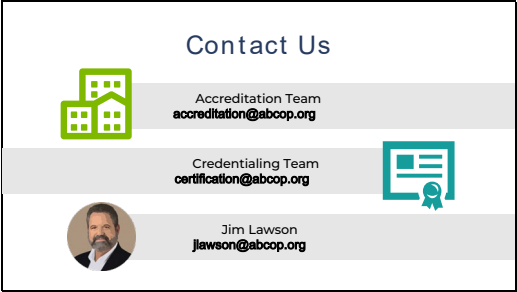 Contact Us
Accreditation Team
accreditation@abcop.org
Credentialing Team
certification@abcop.org
Jim Lawson
jlawson@abcop.org